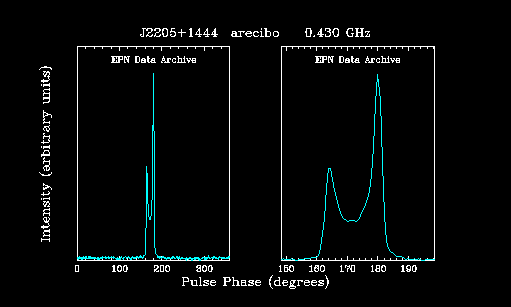 J2205+1444 arecibo 0.430 GHz
EPN Data Archive
EPN Data Archive
Intensity (arbitrary units)
0 100 200 300
150 160 170 180 190
Pulse Phase (degrees)